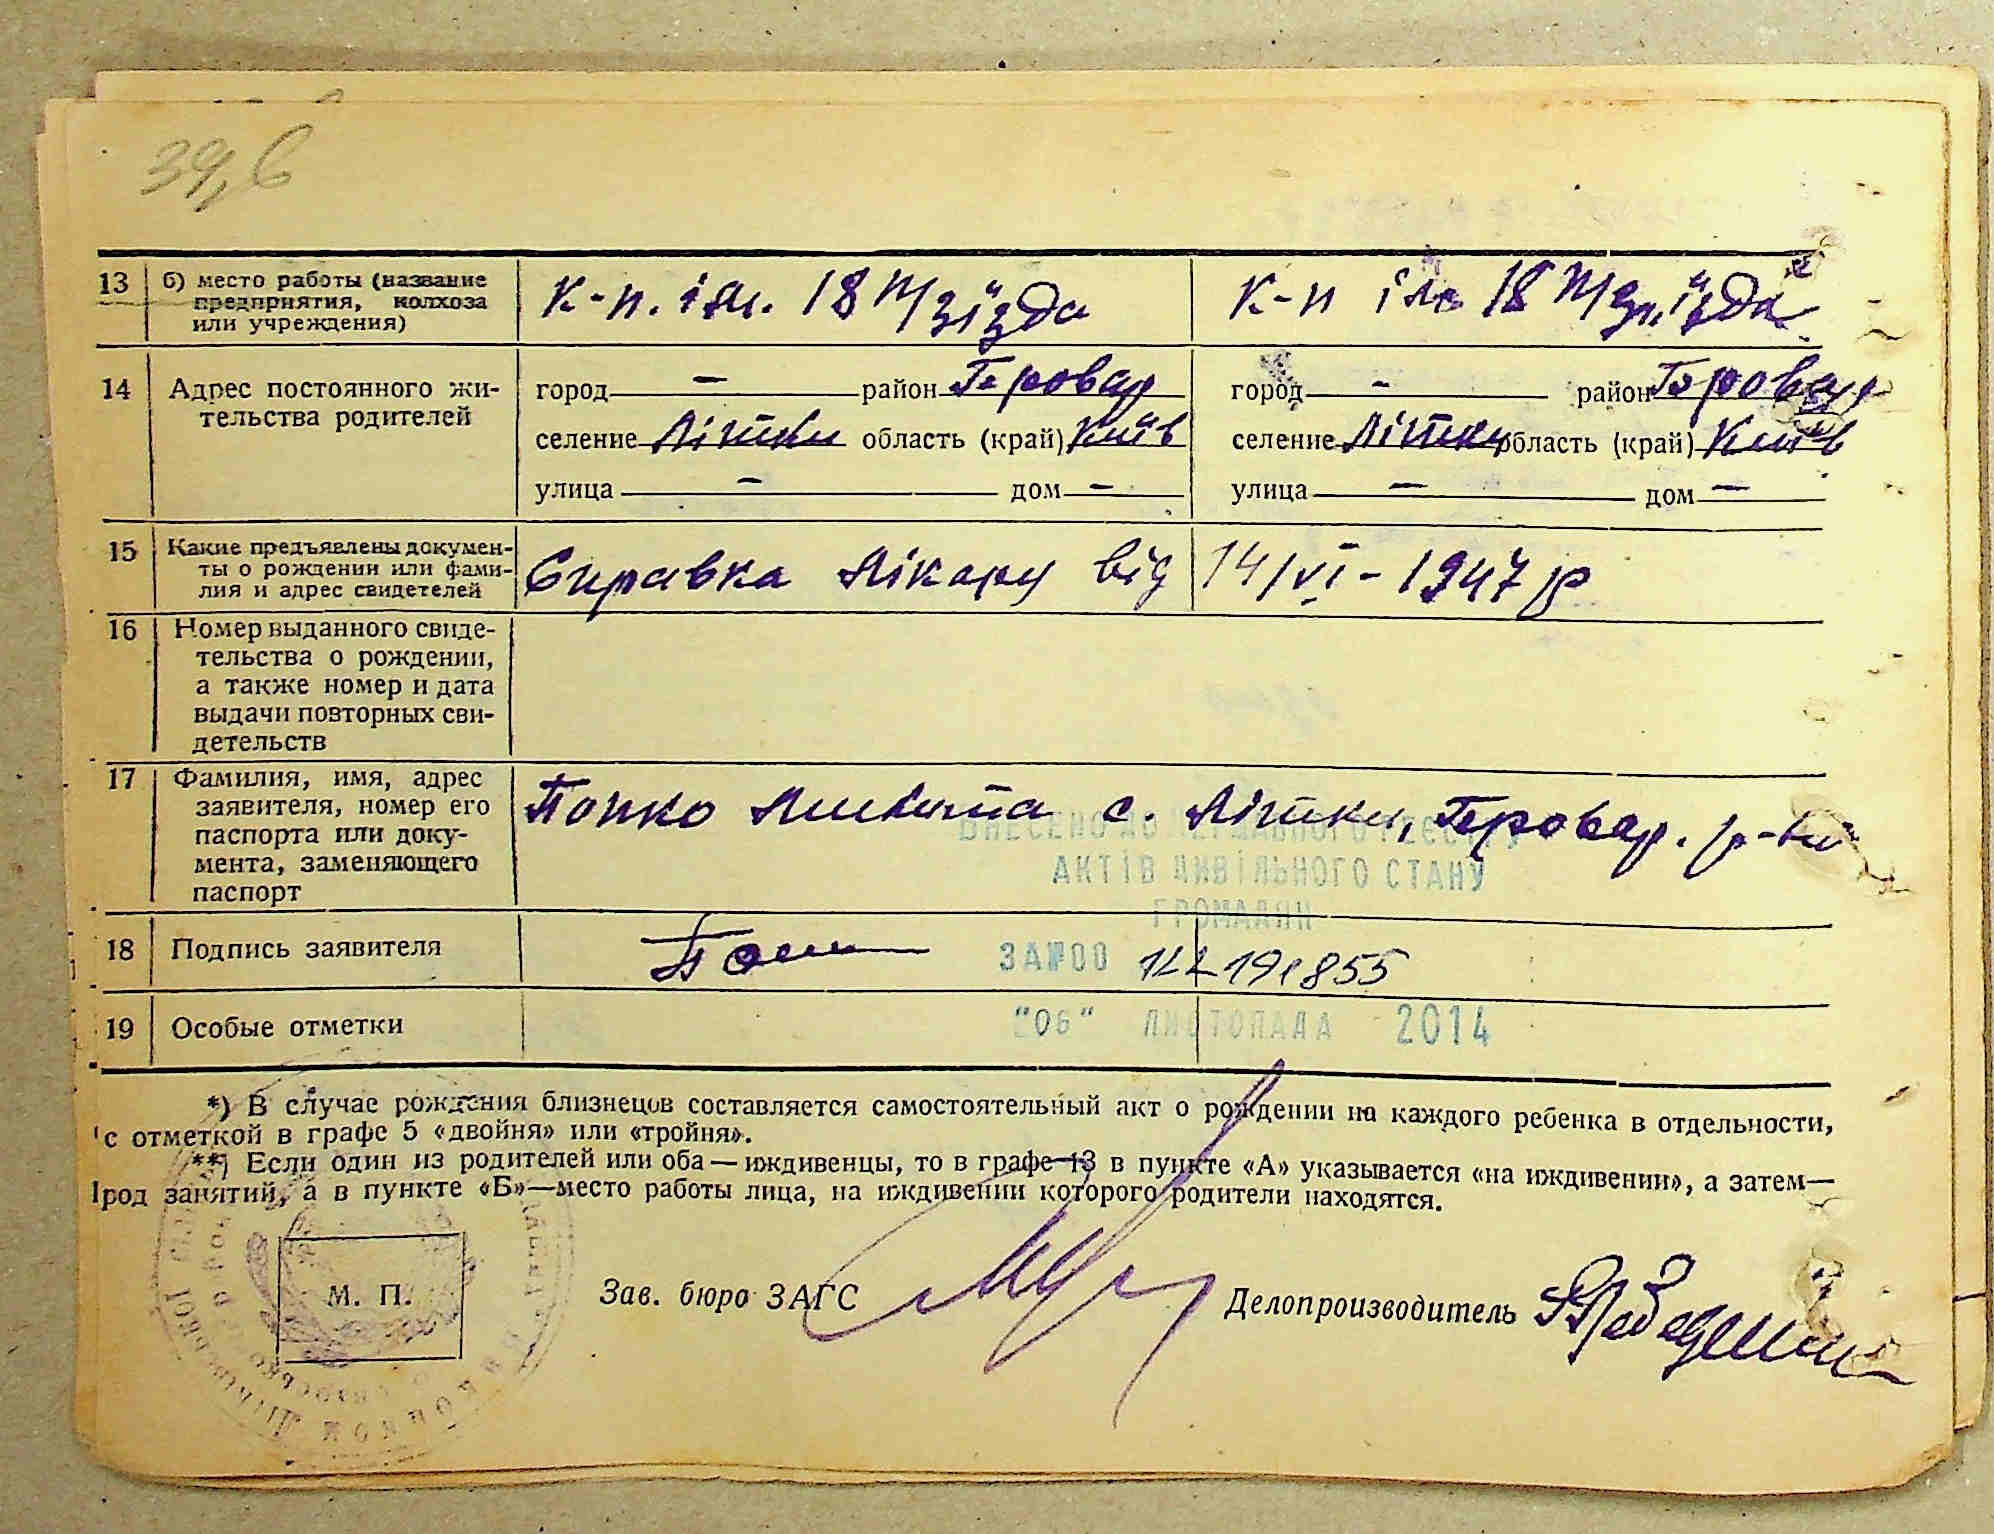 39,б
13 б) место работы (название предприятия, колхоза или учреждения) К-п. ім. 18 п/зїзда К-п ім 18 п/зїзда
14 Адрес постоянного жительства родителей
город — район Бровар город - район Бровар
селение Літки область (край) Київ селение Літки область (край) Київ
улица — дом — улица — дом —
15 Какие предъявлены документы о рождении или фамилия и адрес свидетелей Справка лікару від 14/VI-1947 р
16 Номер выданного свидетельства о рождении, а также номер и дата выдачи повторных свидетельств
17 Фамилия, имя, адрес заявителя, номер его паспорта или документа, заменяющего паспорт Попко Микита с. Літки, Бровар. р-ну
ВНЕСЕНО ДО ДЕРЖАВНОГО РЕЄСТРУ
АКТІВ ЦИВІЛЬНОГО СТАНУ
ГРОМАДЯН
18 Подпись заявителя
ЗА №00 191855
19 Особые отметки
"06" ЛИСТОПАДА 2014
*) В случае рождения близнецов составляется самостоятельный акт о рождении на каждого ребенка в отдельности,
с отметкой в графе 5 «двойня» или «тройня».
**) Если один из родителей или оба — иждивенцы, то в графе 13 в пункте «А» указывается «на иждивении», а затем—
род занятий, а в пункте «Б»—место работы лица, на иждивении которого родители находятся.
М. П.
Зав. бюро ЗАГС
Делопроизводитель